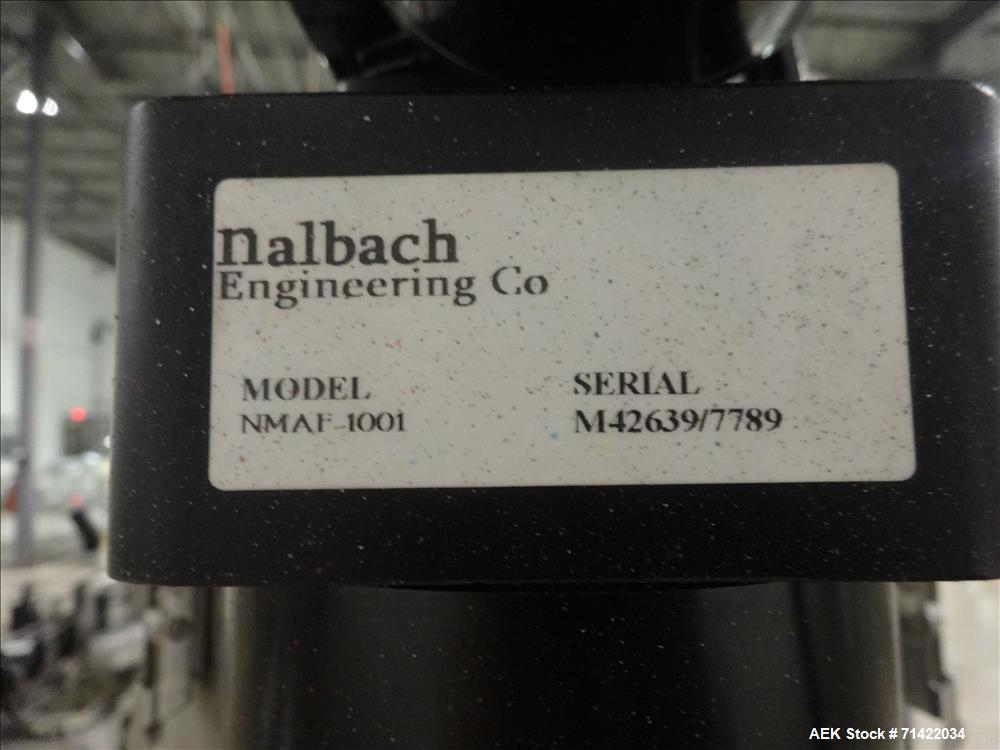 nalbach
Engineering Co
MODEL
NMAF-1001
SERIAL
M42639/7789
AEK Stock # 71422034